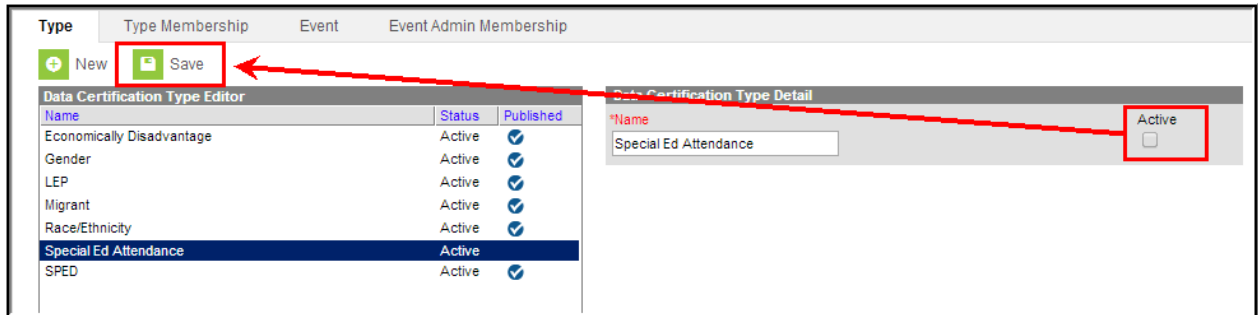 Type Type Membership Event Event Admin Membership
New Save
Data Certification Type Editor
Name Status Published
Economically Disadvantage Active
Gender Active
LEP Active
Migrant Active
Race/Ethnicity Active
Special Ed Attendance Active
SPED Active
Data Certification Type Detail
*Name Active
Special Ed Attendance